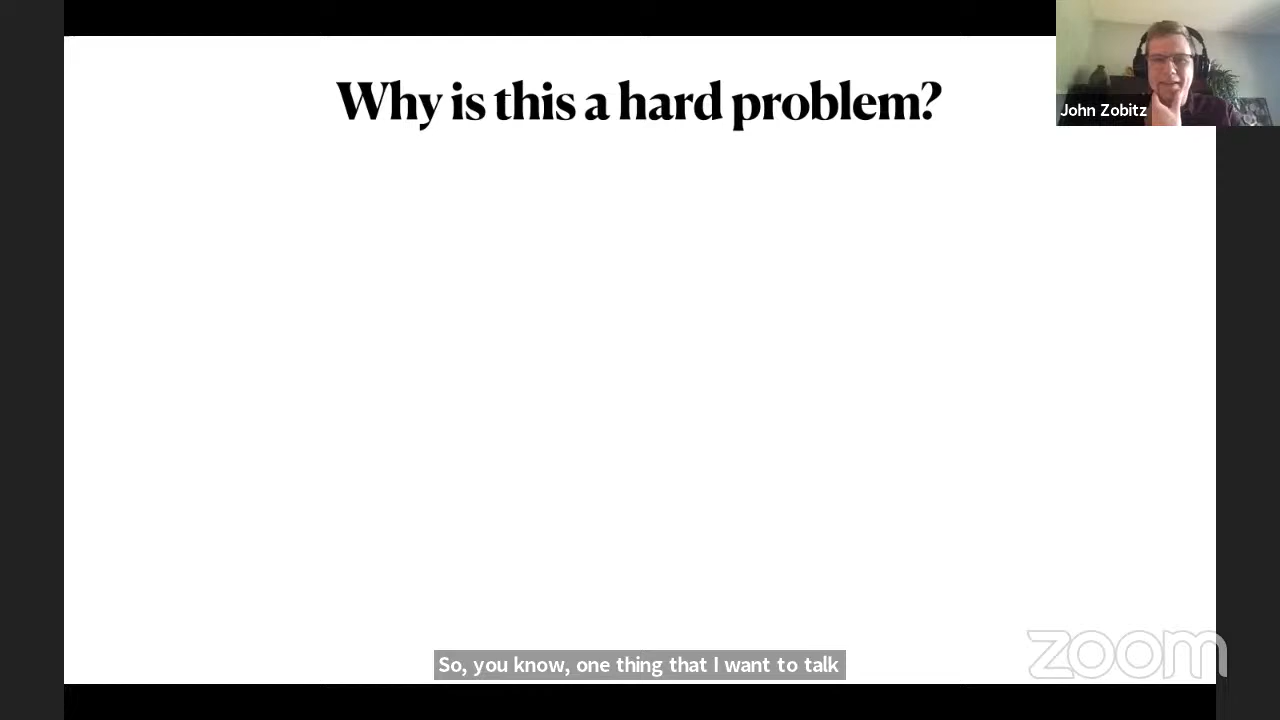 Why is this a hard problem?
John Zobitz
So, you know, one thing that I want to talk
zoom